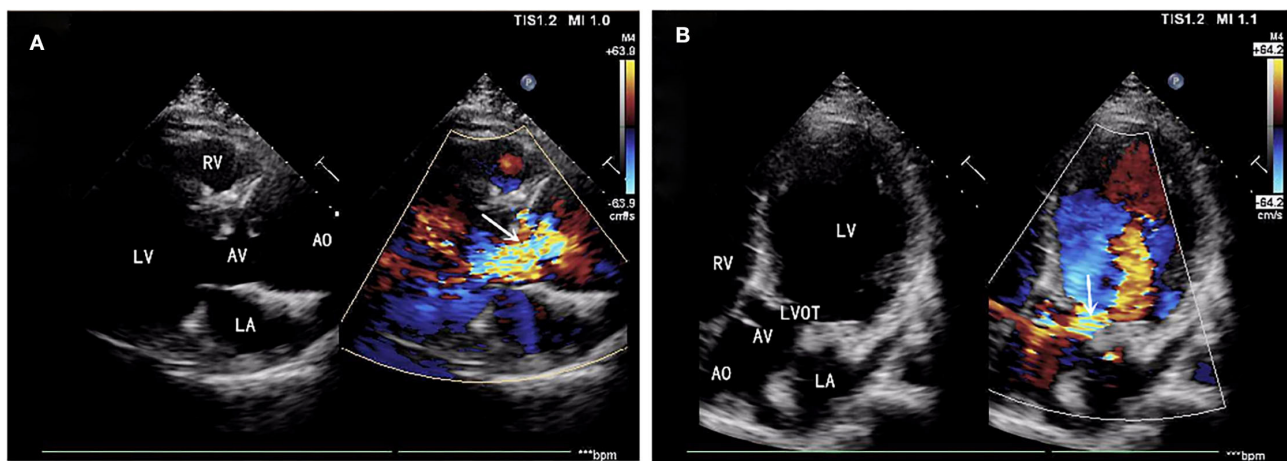 A
TIS1.2 MI 1.0
M4
+63.9
P
RV
LV
AV
AO
LA
-63.9
cm/s
***bpm
B
TIS1.2 MI 1.1
M4
+64.2
P
LV
RV
LVOT
AV
AO
LA
-64.2
cm/s
***bpm